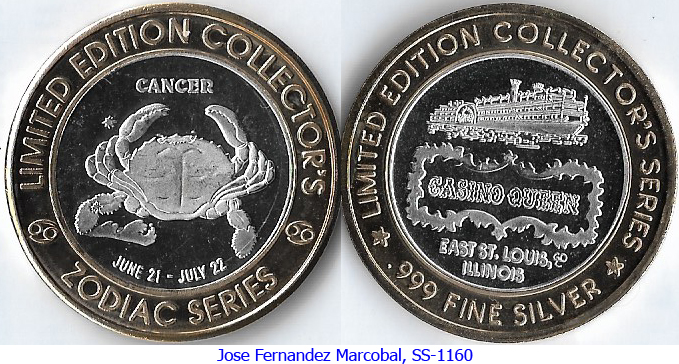 LIMITED EDITION COLLECTOR'S
CANCER
JUNE 21 - JULY 22
ZODIAC SERIES
LIMITED EDITION COLLECTOR'S SERIES
CASINO QUEEN
EAST ST. LOUIS,
ILLINOIS
.999 FINE SILVER
Jose Fernandez Marcobal, SS-1160